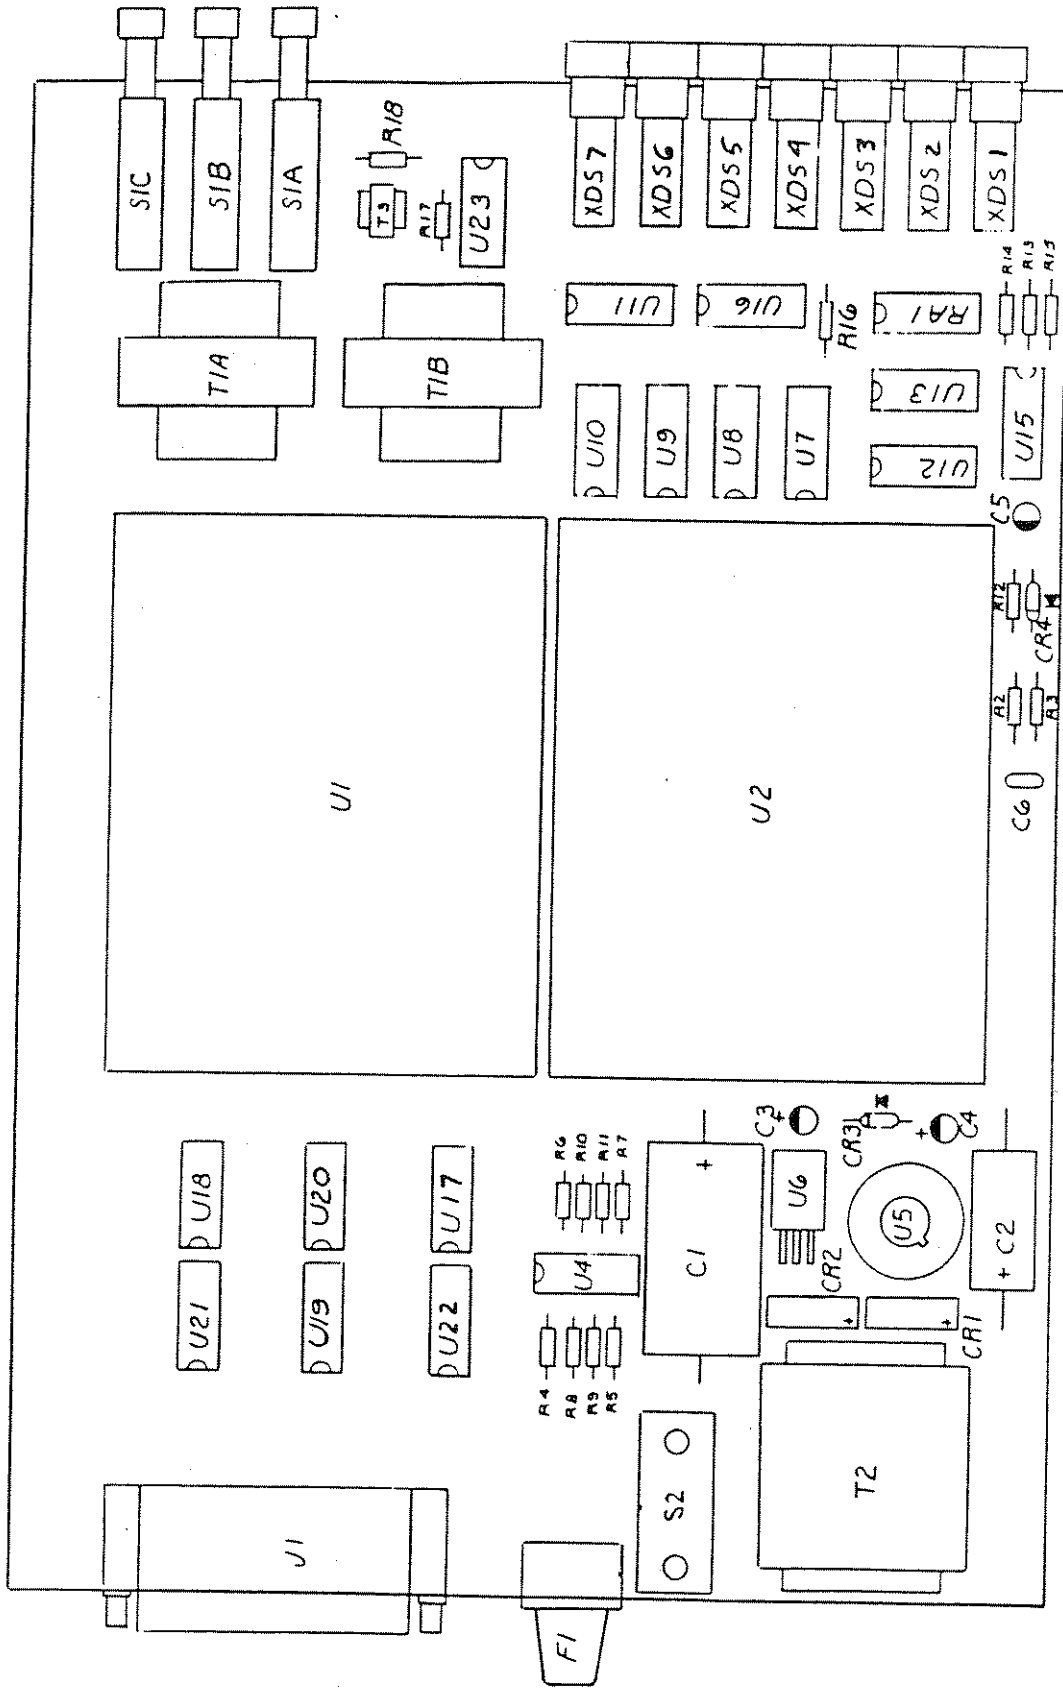 S1C
S1B
S1A
R18
T3
R17
U23
XDS7
XDS6
XDS5
XDS4
XDS3
XDS2
XDS1
T1A
T1B
U11
U16
R16
RA1
R14
R13
R15
U10
U9
U8
U7
U13
U12
U15
C5
R12
CR4
R2
R3
C6
U1
U2
U18
U20
U17
U21
U19
U22
R6
R10
R11
R7
U4
R4
R8
R9
R5
+
C1
C3
+
U6
CR3
+
C4
U5
CR2
+
+
CR1
+ C2
J1
F1
S2
T2